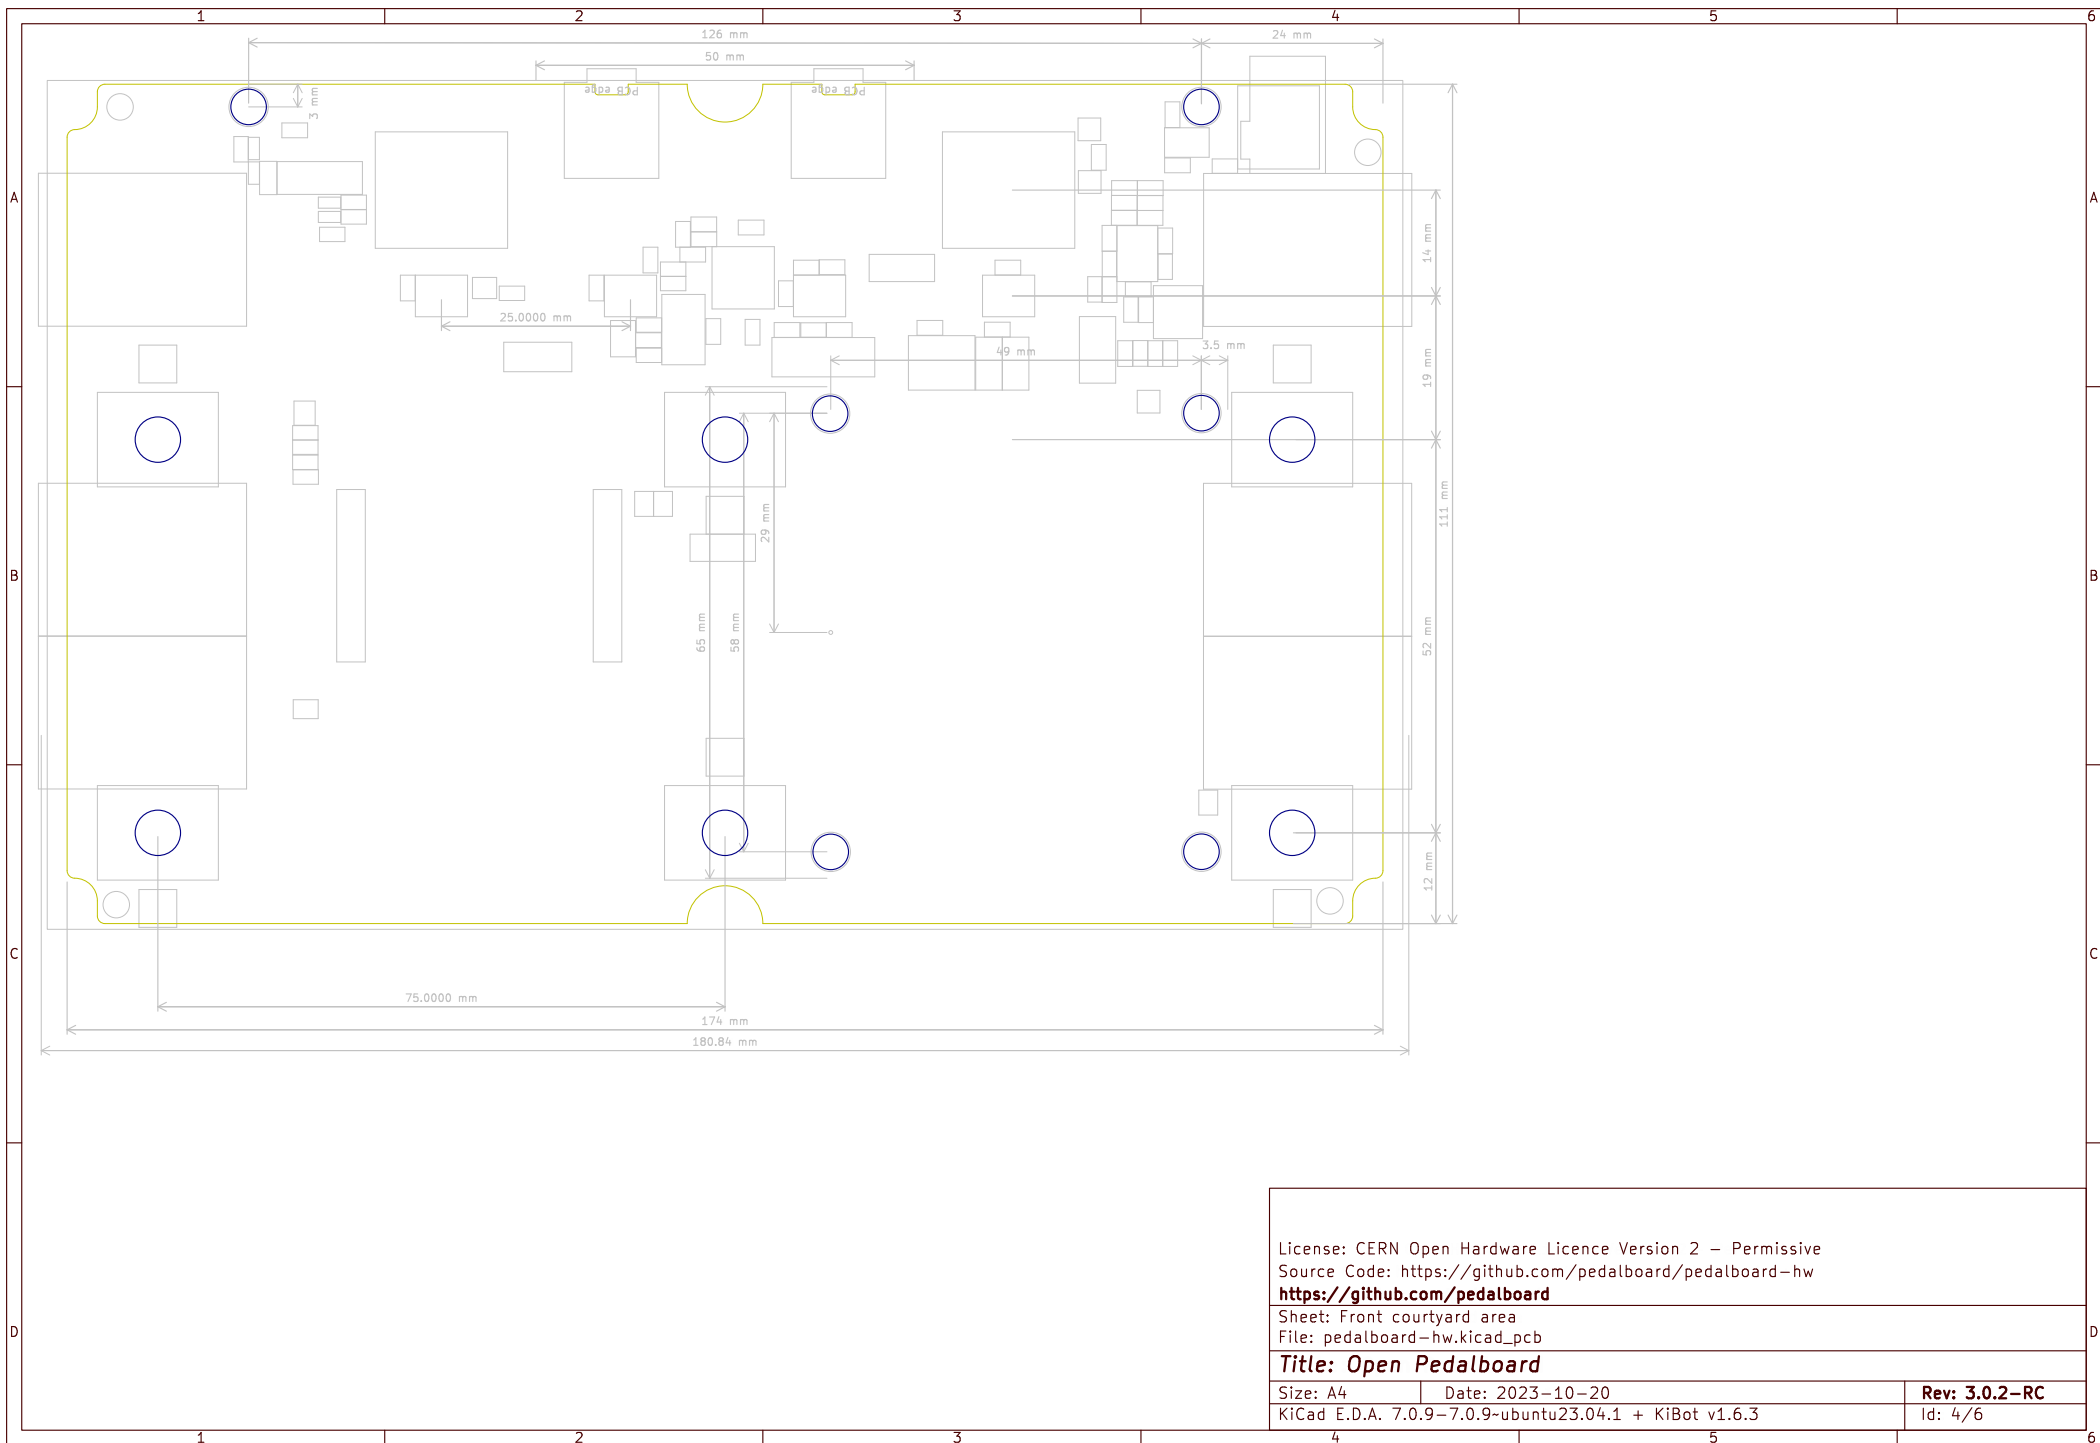 1 2 3 4 5 6
126 mm
24 mm
50 mm
3 mm
PCB edge
PCB edge
A
A
14 mm
25.0000 mm
49 mm
3.5 mm
19 mm
29 mm
111 mm
B
B
65 mm
58 mm
52 mm
12 mm
C
C
75.0000 mm
174 mm
180.84 mm
License: CERN Open Hardware Licence Version 2 - Permissive
Source Code: https://github.com/pedalboard/pedalboard-hw
https://github.com/pedalboard
Sheet: Front courtyard area
D
D
File: pedalboard-hw.kicad_pcb
Title: Open Pedalboard
Size: A4
Date: 2023-10-20
Rev: 3.0.2-RC
KiCad E.D.A. 7.0.9-7.0.9~ubuntu23.04.1 + KiBot v1.6.3
Id: 4/6
1 2 3 4 5 6